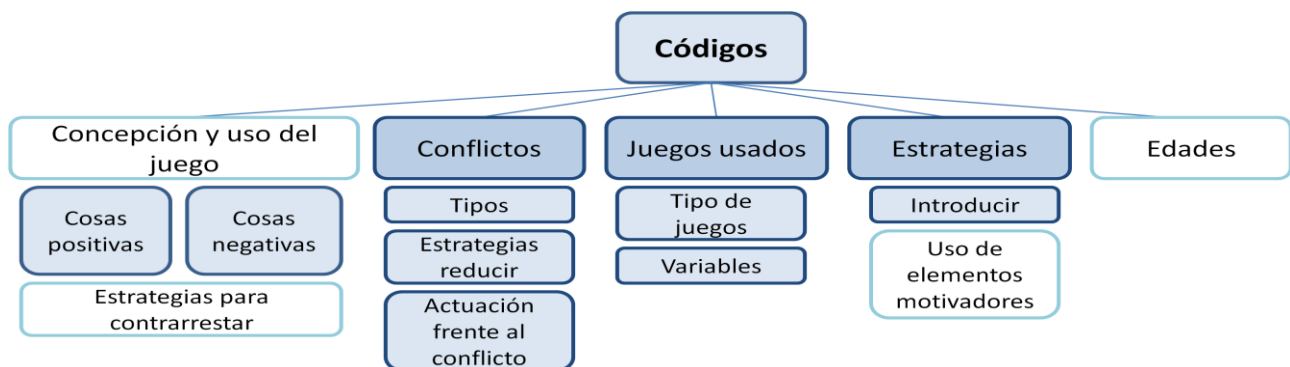 Códigos
Concepción y uso del
juego
Conflictos
Juegos usados
Estrategias
Edades
Cosas
positivas
Cosas
negativas
Estrategias para
contrarrestar
Tipos
Estrategias
reducir
Actuación
frente al
conflicto
Tipo de
juegos
Variables
Introducir
Uso de
elementos
motivadores